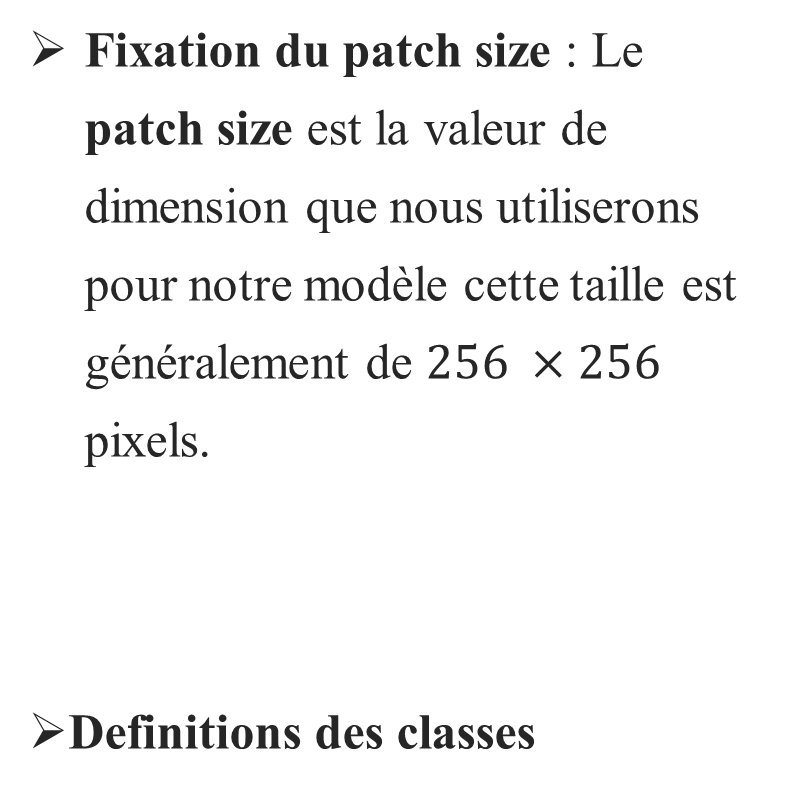 ➢ Fixation du patch size : Le
patch size est la valeur de
dimension que nous utiliserons
pour notre modèle cette taille est
généralement de 256 × 256
pixels.
➢Definitions des classes